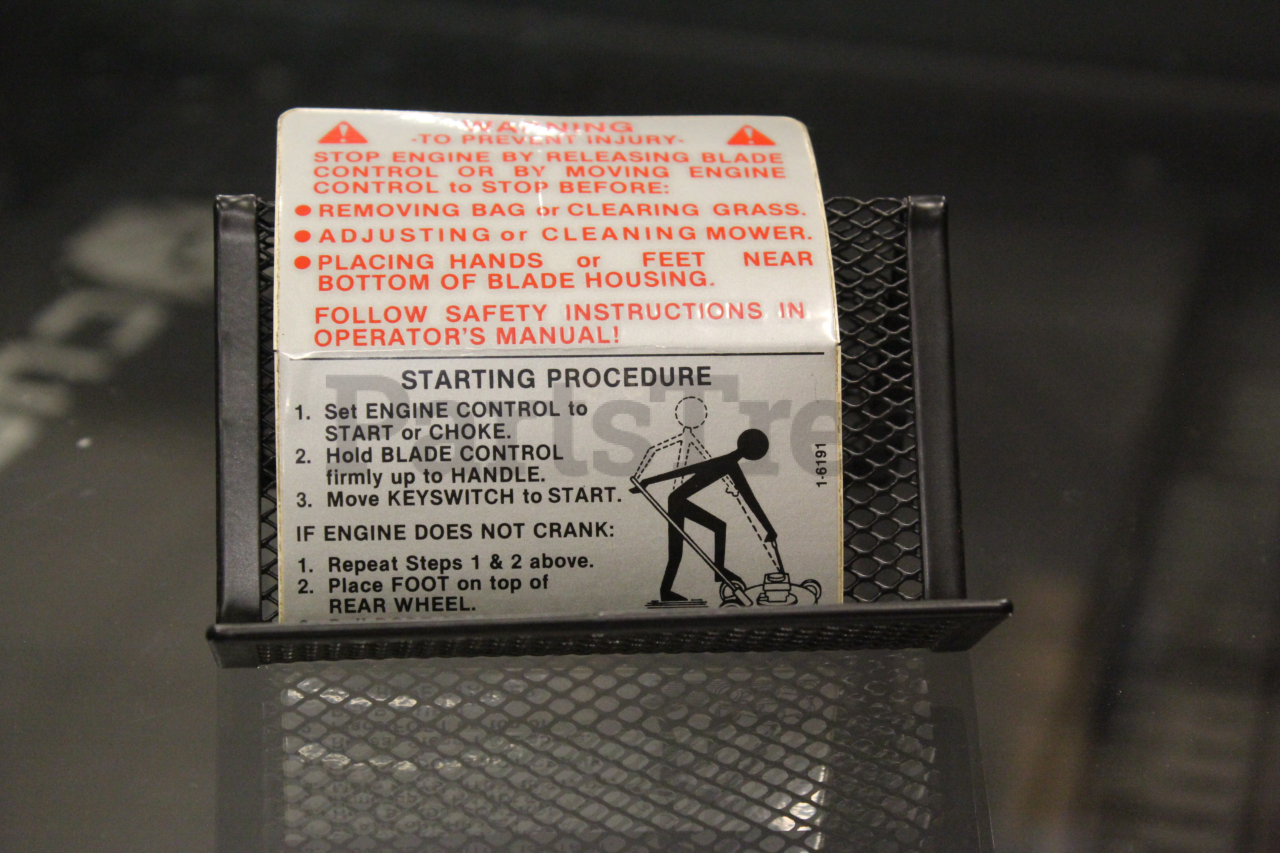 WARNING
-TO PREVENT INJURY-
STOP ENGINE BY RELEASING BLADE
CONTROL OR BY MOVING ENGINE
CONTROL to STOP BEFORE:
● REMOVING BAG or CLEARING GRASS.
● ADJUSTING or CLEANING MOWER.
● PLACING HANDS or FEET NEAR
BOTTOM OF BLADE HOUSING.
FOLLOW SAFETY INSTRUCTIONS IN
OPERATOR'S MANUAL!
STARTING PROCEDURE
1. Set ENGINE CONTROL to
START or CHOKE.
2. Hold BLADE CONTROL
firmly up to HANDLE.
3. Move KEYSWITCH to START.
IF ENGINE DOES NOT CRANK:
1. Repeat Steps 1 & 2 above.
2. Place FOOT on top of
REAR WHEEL.
1-6191
PartsTre